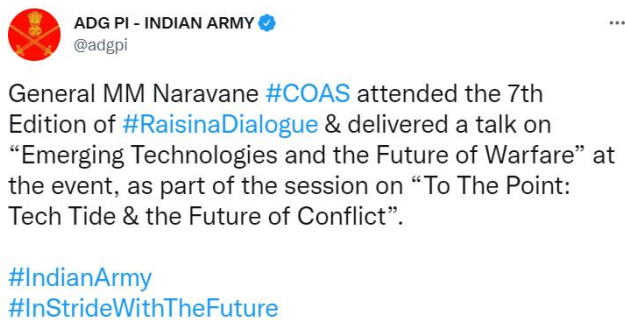 ADG PI - INDIAN ARMY
@adgpi
General MM Naravane #COAS attended the 7th
Edition of #RaisinaDialogue & delivered a talk on
“Emerging Technologies and the Future of Warfare” at
the event, as part of the session on “To The Point:
Tech Tide & the Future of Conflict”.
#IndianArmy
#InStrideWithTheFuture